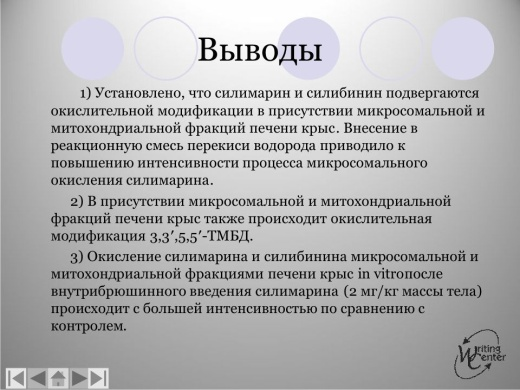 Выводы
1) Установлено, что силимарин и силибинин подвергаются
окислительной модификации в присутствии микросомальной и
митохондриальной фракций печени крыс. Внесение в
реакционную смесь перекиси водорода приводило к
повышению интенсивности процесса микросомального
окисления силимарина.
2) В присутствии микросомальной и митохондриальной
фракций печени крыс также происходит окислительная
модификация 3,3′,5,5′-ТМБД.
3) Окисление силимарина и силибинина микросомальной и
митохондриальной фракциями печени крыс in vitroпосле
внутрибрюшинного введения силимарина (2 мг/кг массы тела)
происходит с большей интенсивностью по сравнению с
контролем.
Writing
Center